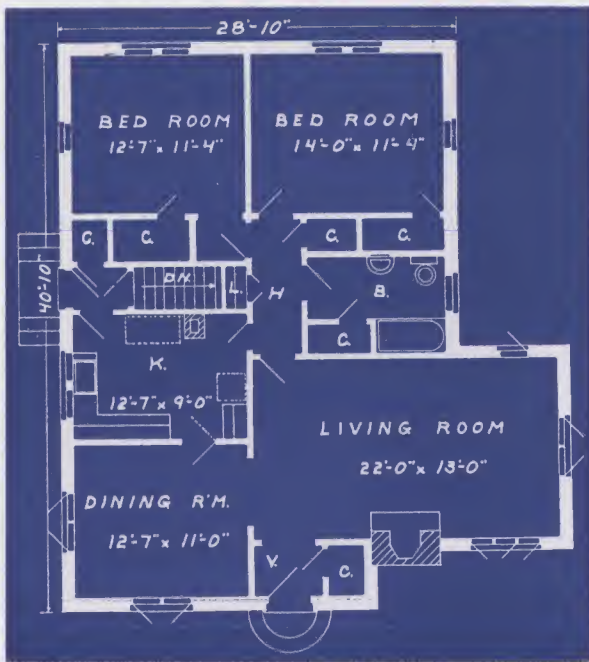 28'-10"
BED ROOM
12'-7" x 11'-4"
BED ROOM
14'-0" x 11'-4"
C.
C.
C.
C.
40'-10"
DN.
L.
H
B.
C.
K.
12'-7" x 9'-0"
LIVING ROOM
22'-0" x 13'-0"
DINING R'M.
12'-7" x 11'-0"
V.
C.